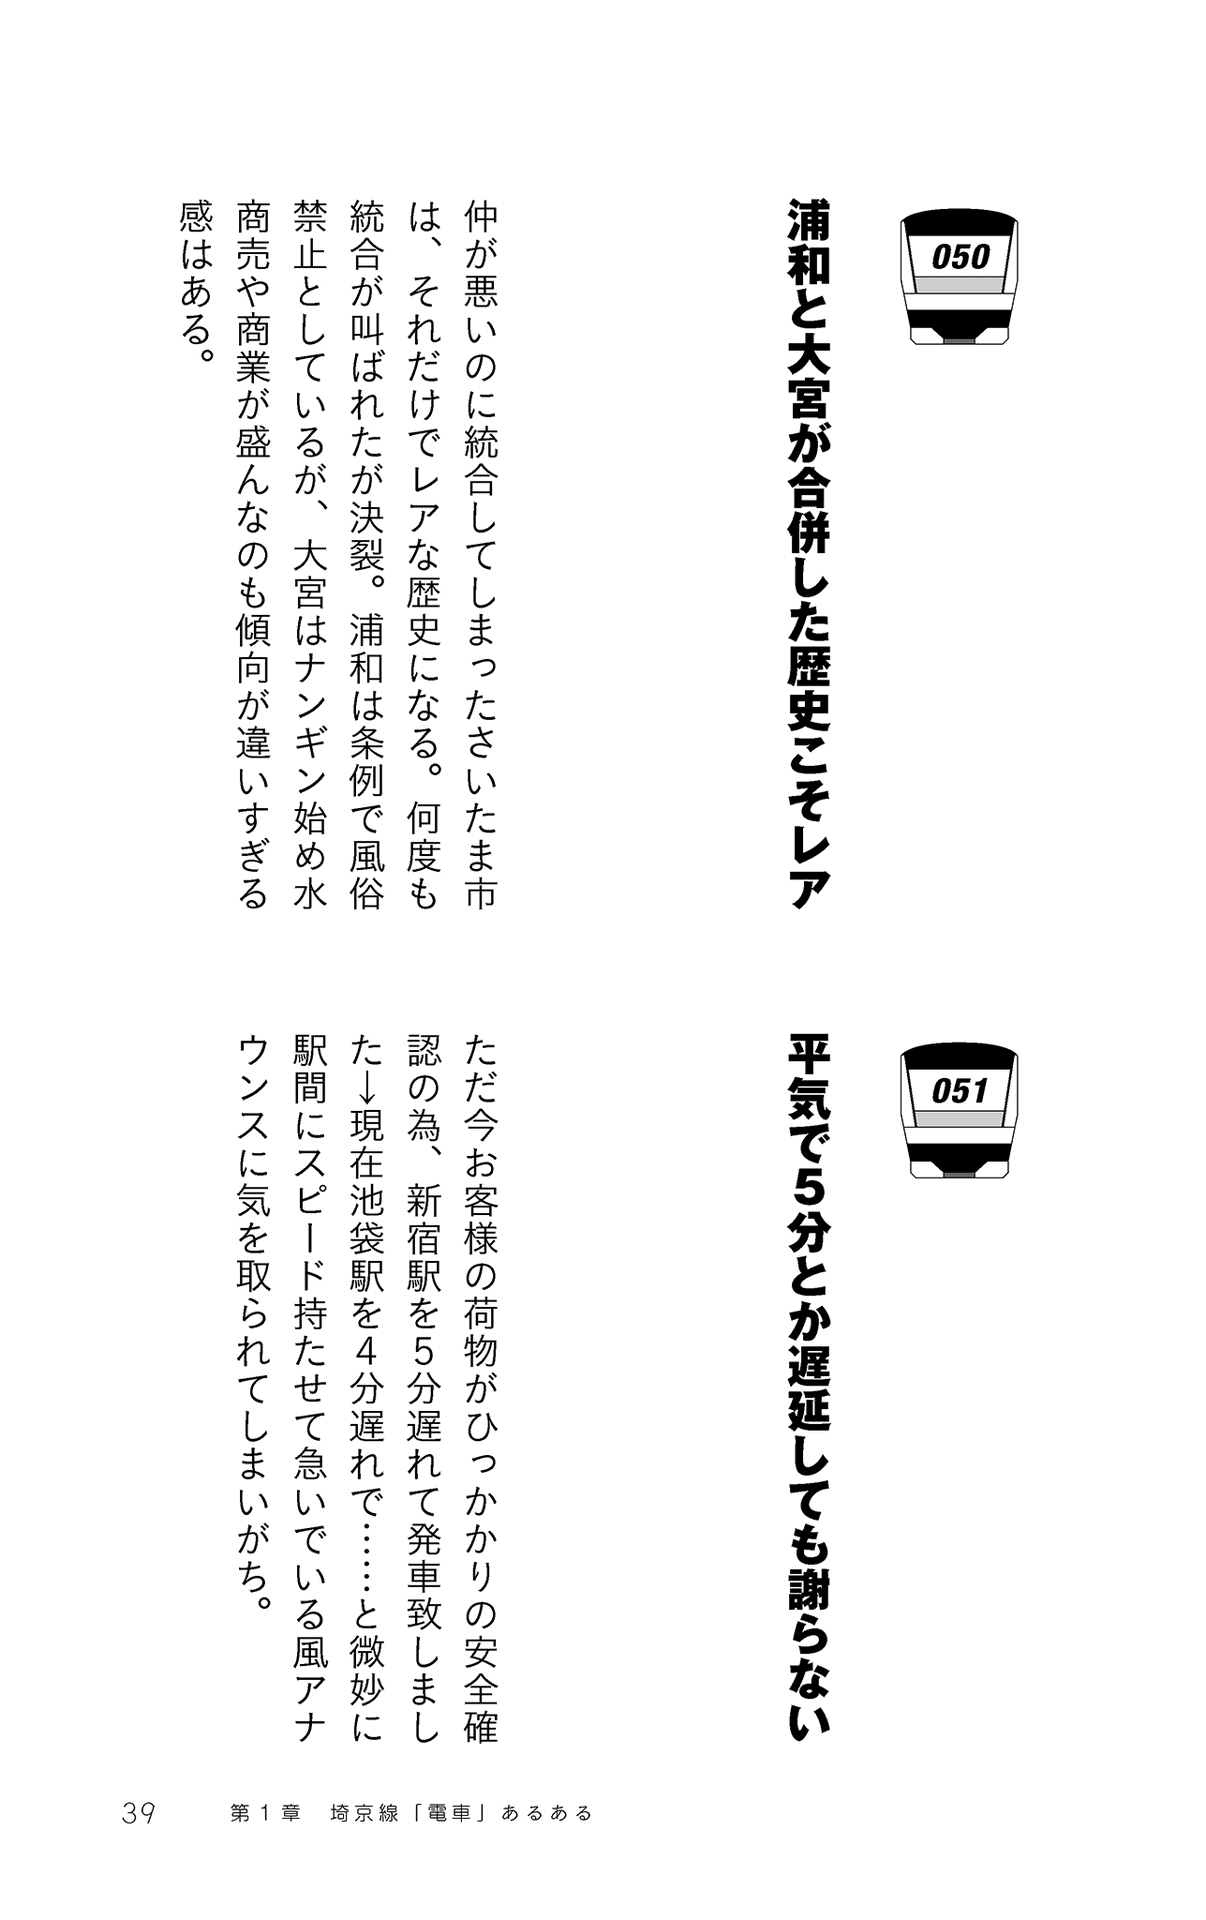 050
浦和と大宮が合併した歴史こそレア
仲が悪いのに統合してしまったさいたま市
は、それだけでレアな歴史になる。何度も
統合が叫ばれたが決裂。浦和は条例で風俗
禁止としているが、大宮はナンギン始め水
商売や商業が盛んなのも傾向が違いすぎる
感はある。
051
平気で5分とか遅延しても謝らない
ただ今お客様の荷物がひっかかりの安全確
認の為、新宿駅を5分遅れて発車致しまし
た→現在池袋駅を4分遅れで……と微妙に
駅間にスピード持たせて急いでいる風アナ
ウンスに気を取られてしまいがち。
39 第1章 埼京線「電車」あるある